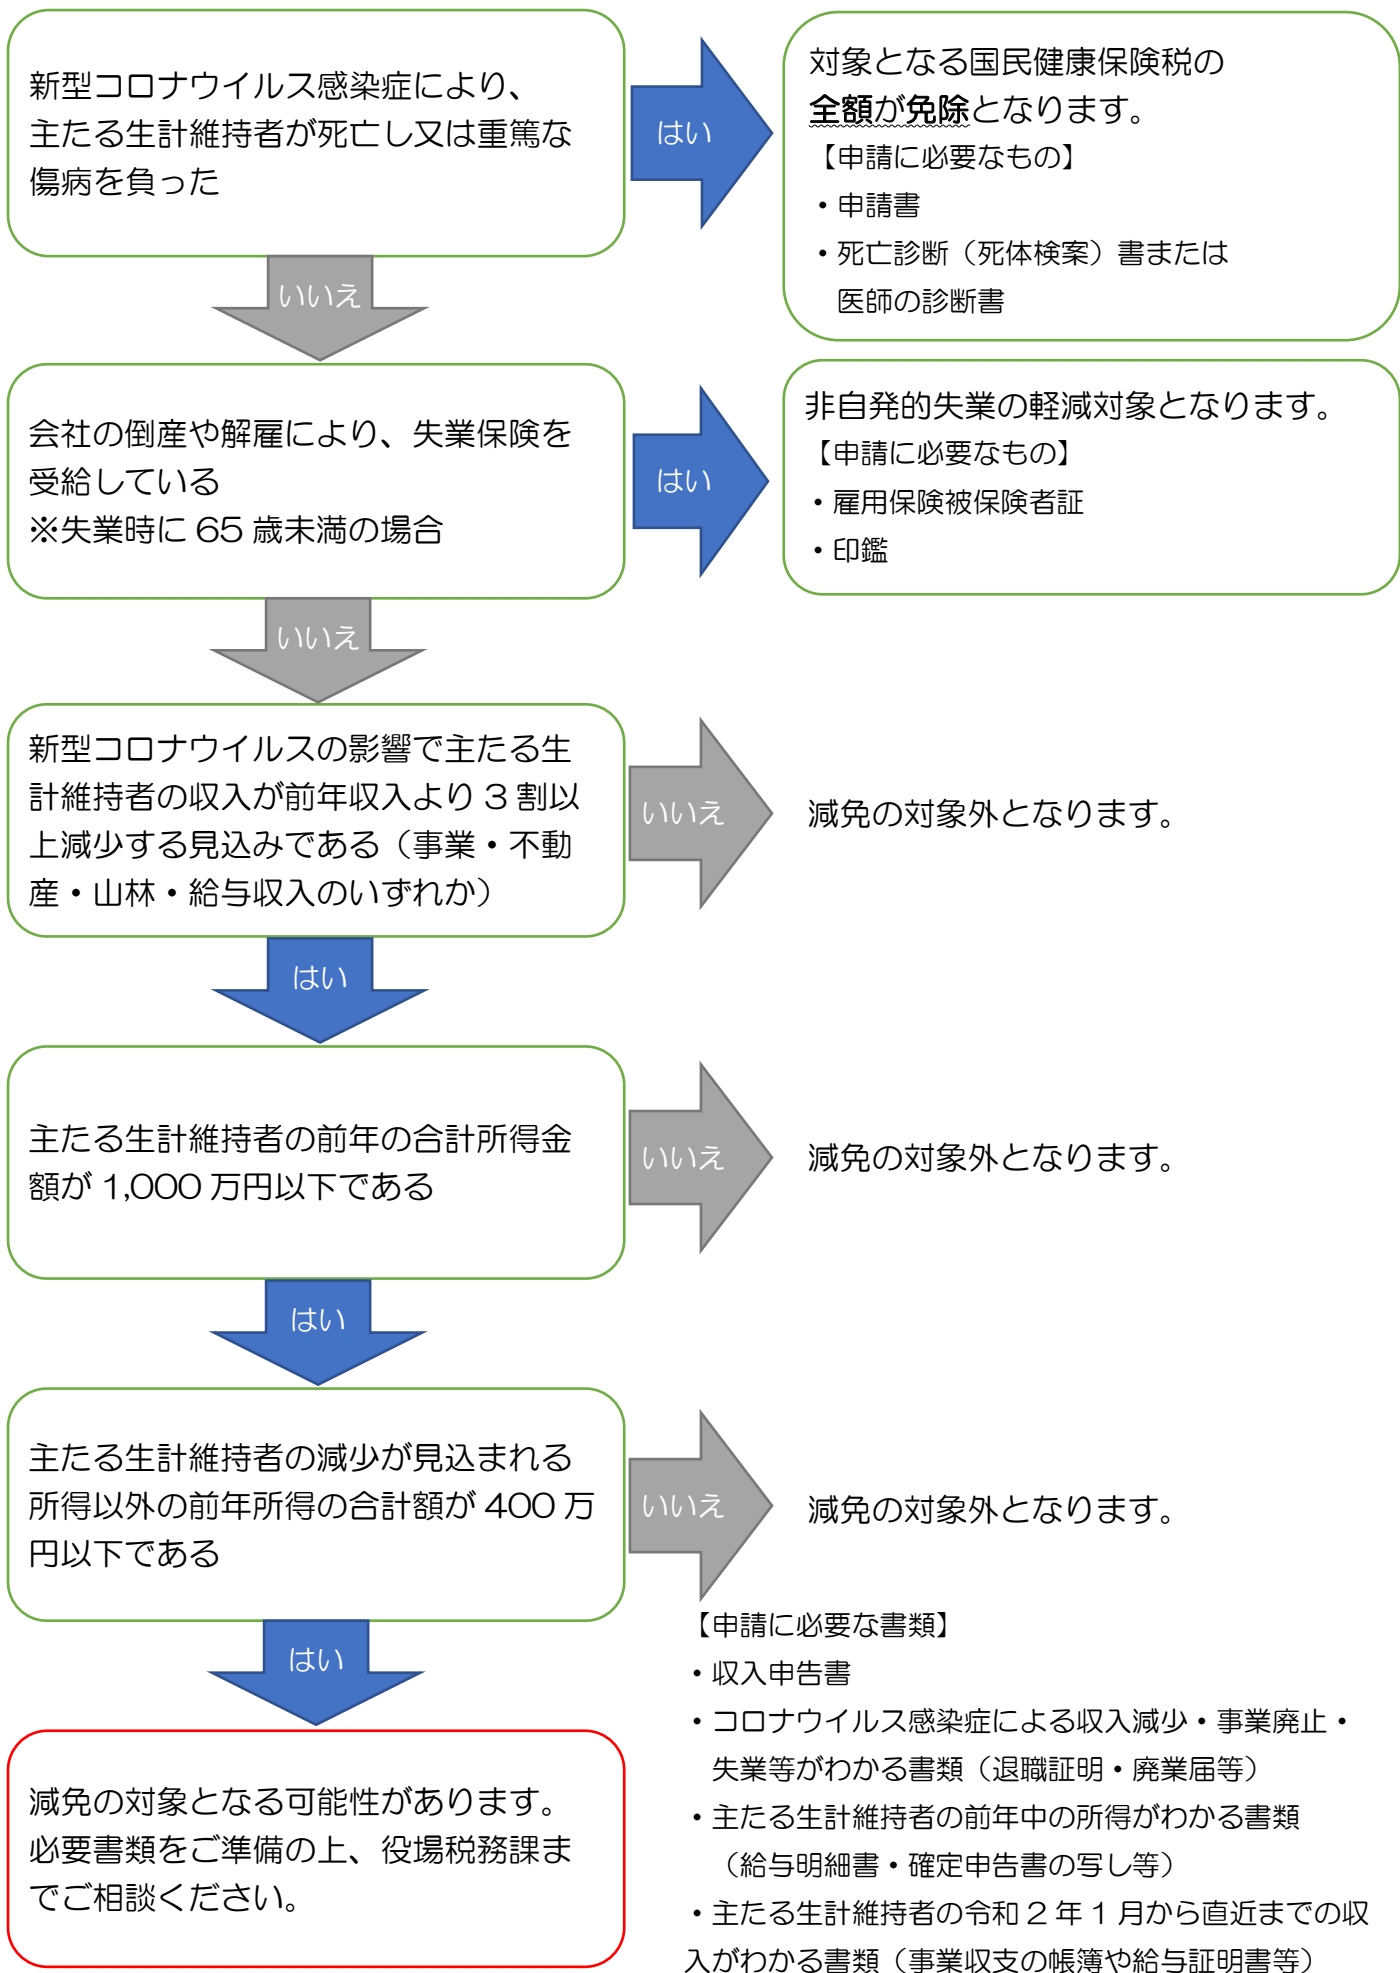 新型コロナウイルス感染症により、
主たる生計維持者が死亡し又は重篤な
傷病を負った
はい
対象となる国民健康保険税の
全額が免除となります。
【申請に必要なもの】
・申請書
・死亡診断（死体検案）書または
医師の診断書
いいえ
会社の倒産や解雇により、失業保険を
受給している
※失業時に 65 歳未満の場合
はい
非自発的失業の軽減対象となります。
【申請に必要なもの】
・雇用保険被保険者証
・印鑑
いいえ
新型コロナウイルスの影響で主たる生
計維持者の収入が前年収入より 3 割以
上減少する見込みである（事業・不動
産・山林・給与収入のいずれか）
いいえ
減免の対象外となります。
はい
主たる生計維持者の前年の合計所得金
額が 1,000 万円以下である
いいえ
減免の対象外となります。
はい
主たる生計維持者の減少が見込まれる
所得以外の前年所得の合計額が 400 万
円以下である
いいえ
減免の対象外となります。
はい
減免の対象となる可能性があります。
必要書類をご準備の上、役場税務課ま
でご相談ください。
【申請に必要な書類】
・収入申告書
・コロナウイルス感染症による収入減少・事業廃止・
失業等がわかる書類（退職証明・廃業届等）
・主たる生計維持者の前年中の所得がわかる書類
（給与明細書・確定申告書の写し等）
・主たる生計維持者の令和 2 年 1 月から直近までの収
入がわかる書類（事業収支の帳簿や給与証明書等）